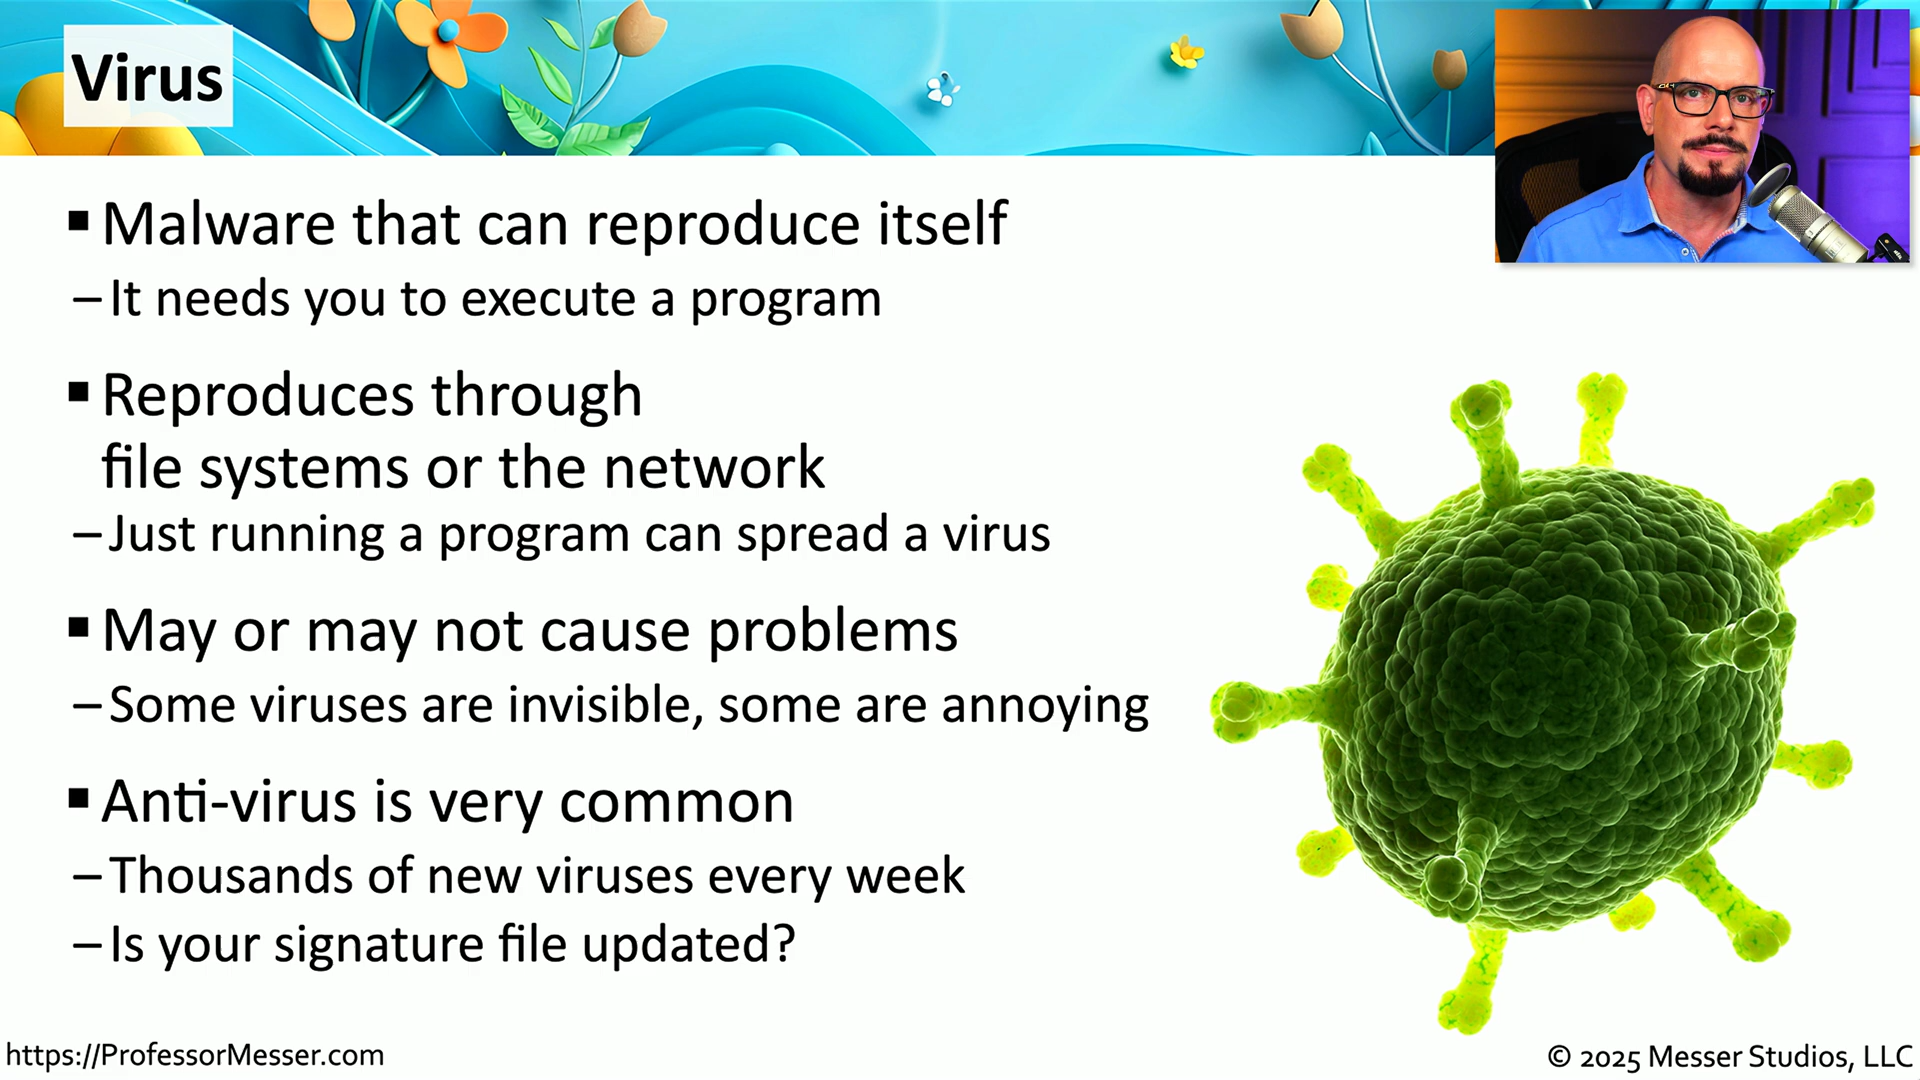 Virus
▪ Malware that can reproduce itself
– It needs you to execute a program
▪ Reproduces through
file systems or the network
– Just running a program can spread a virus
▪ May or may not cause problems
– Some viruses are invisible, some are annoying
▪ Anti-virus is very common
– Thousands of new viruses every week
– Is your signature file updated?
https://ProfessorMesser.com
© 2025 Messer Studios, LLC